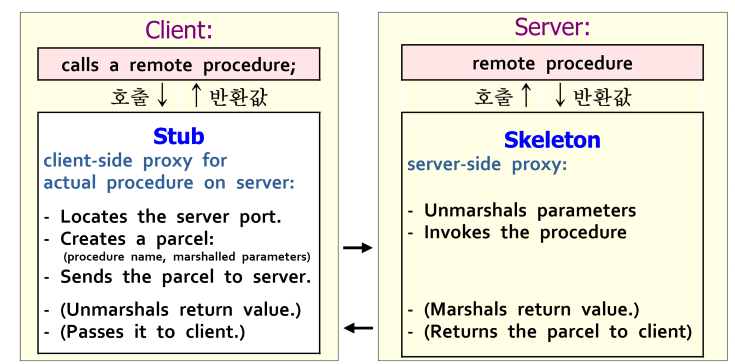 Client:
calls a remote procedure;
호출 ↓ ↑ 반환값
Stub
client-side proxy for
actual procedure on server:
- Locates the server port.
- Creates a parcel:
(procedure name, marshalled parameters)
- Sends the parcel to server.
- (Unmarshals return value.)
- (Passes it to client.)
Server:
remote procedure
호출 ↑ ↓ 반환값
Skeleton
server-side proxy:
- Unmarshals parameters
- Invokes the procedure
- (Marshals return value.)
- (Returns the parcel to client)